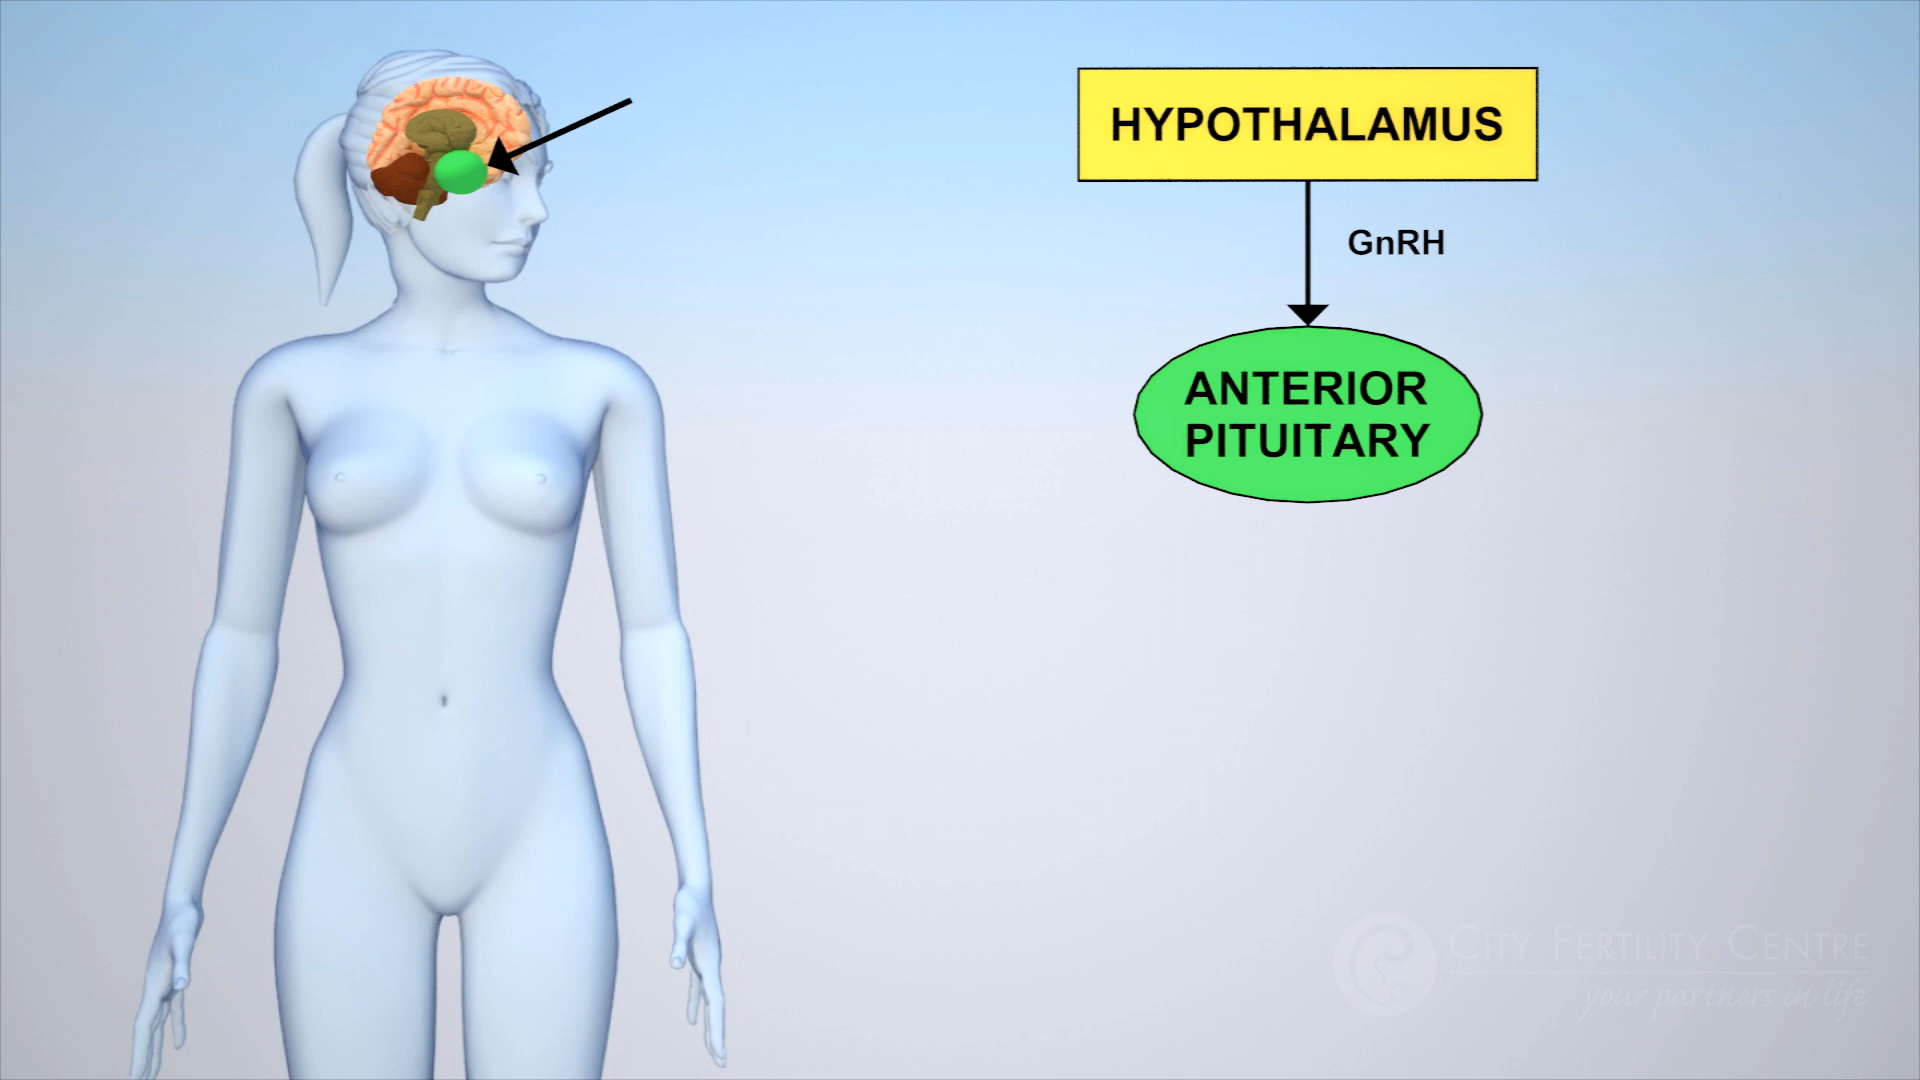 HYPOTHALAMUS
GnRH
ANTERIOR
PITUITARY
CITY FERTILITY CENTRE
your partners in life